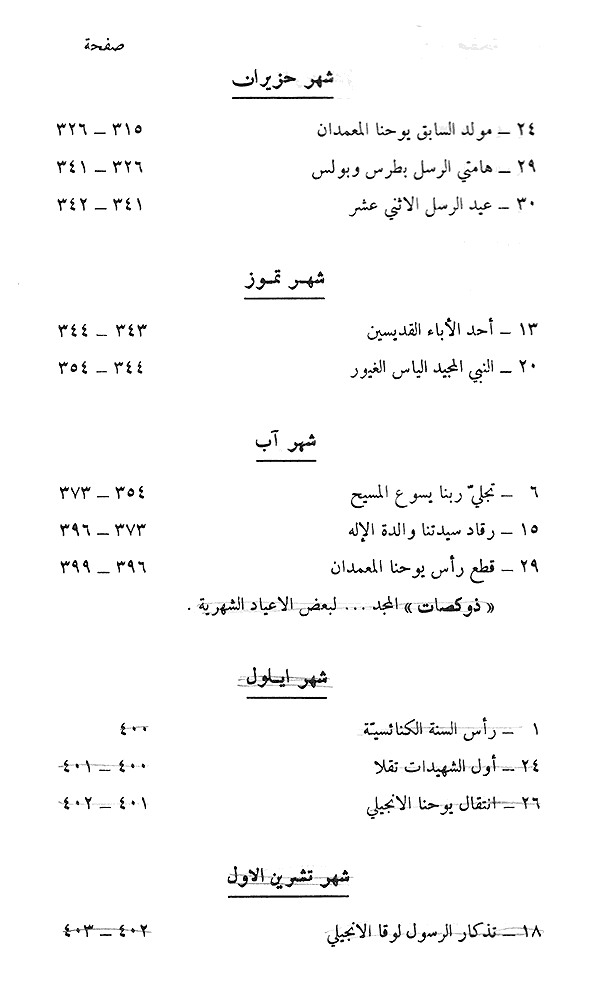 صفحة
شهر حزيران
٢٤ ـ مولد السابق يوحنا المعمدان ٣١٥ ـ ٣٢٦
٢٩ ـ هامتي الرسل بطرس وبولس ٣٢٦ ـ ٣٤١
٣٠ ـ عيد الرسل الاثني عشر ٣٤١ ـ ٣٤٢
شهر تموز
١٣ ـ أحد الأباء القديسين ٣٤٣ ـ ٣٤٤
٢٠ ـ النبي المجيد الياس الغيور ٣٤٤ ـ ٣٥٤
شهر آب
٦ ـ تجليّ ربنا يسوع المسيح ٣٥٤ ـ ٣٧٣
١٥ ـ رقاد سيدتنا والدة الإله ٣٧٣ ـ ٣٩٦
٢٩ ـ قطع رأس يوحنا المعمدان ٣٩٦ ـ ٣٩٩
« ذوكصات » المجد ... لبعض الاعياد الشهرية .
شهر ايلول
١ ـ رأس السنة الكنائسيّة ٤٠٠
٢٤ ـ أول الشهيدات تقلا ٤٠٠ ـ ٤٠١
٢٦ ـ انتقال يوحنا الانجيلي ٤٠١ ـ ٤٠٢
شهر تشرين الاول
١٨ ـ تذكار الرسول لوقا الانجيلي ٤٠٢ ـ ٤٠٣